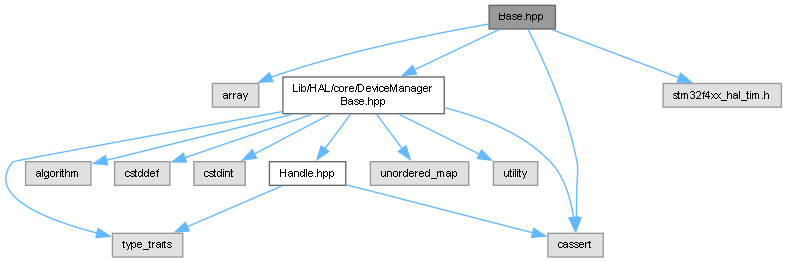 Base.hpp
array
Lib/HAL/core/DeviceManager
Base.hpp
stm32f4xx_hal_tim.h
algorithm
cstddef
cstdint
Handle.hpp
unordered_map
utility
type_traits
cassert